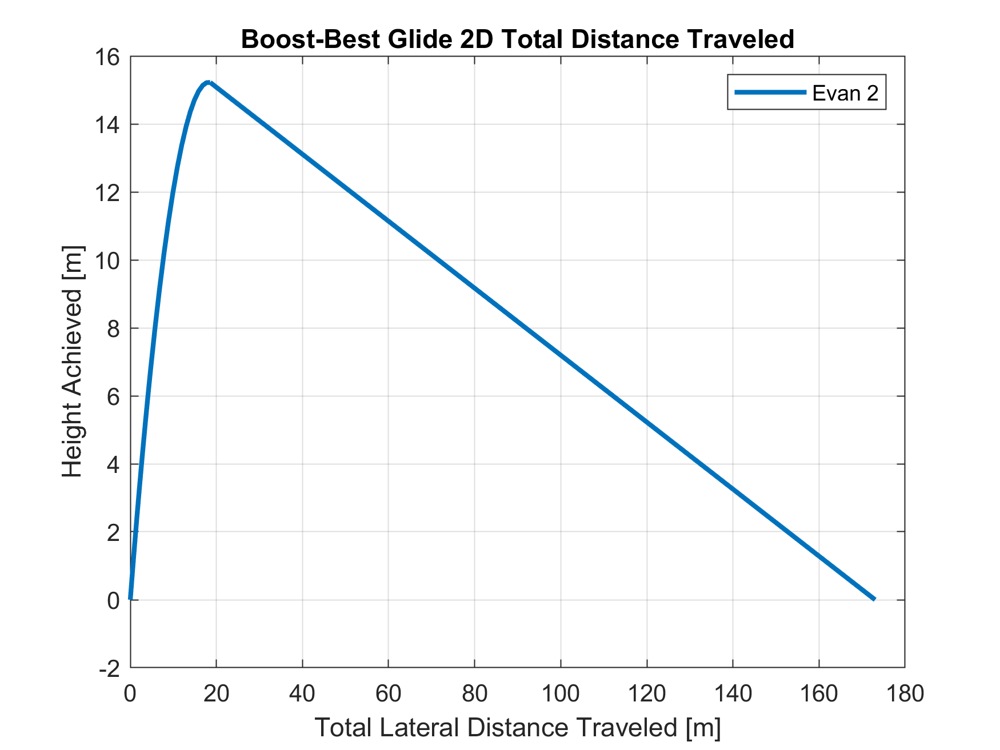 Boost-Best Glide 2D Total Distance Traveled
Evan 2
Height Achieved [m]
16
14
12
10
8
6
4
2
0
-2
0 20 40 60 80 100 120 140 160 180
Total Lateral Distance Traveled [m]